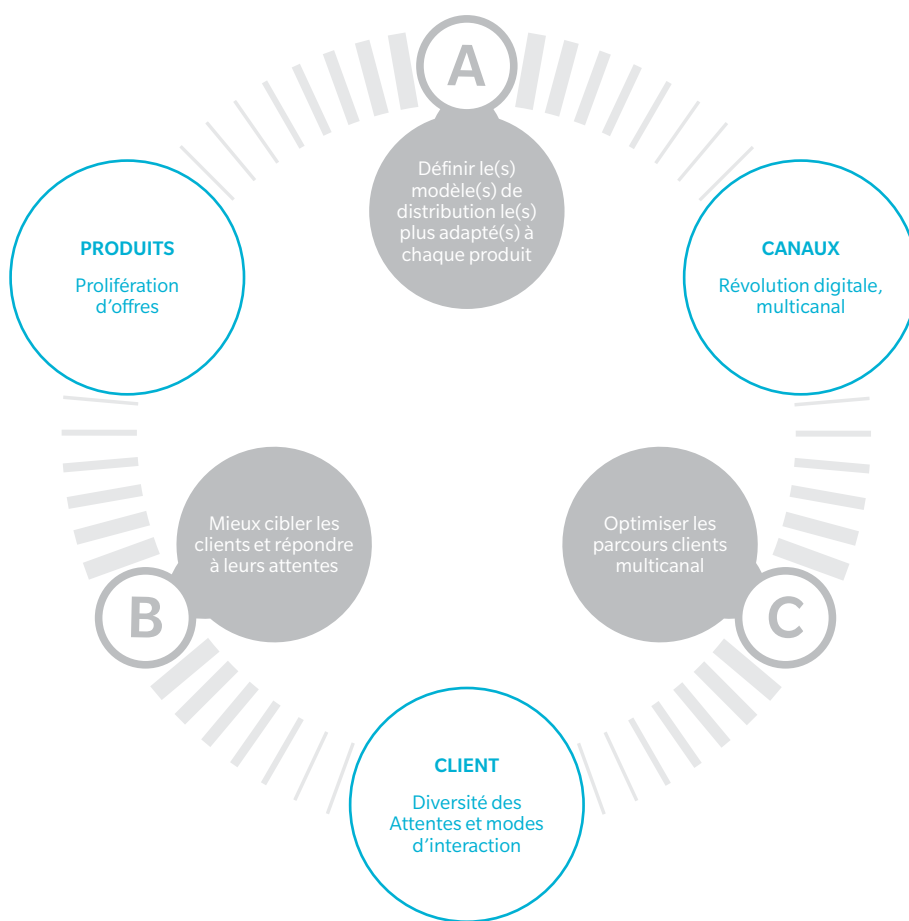 A
Définir le(s)
modèle(s) de
distribution le(s)
plus adapté(s) à
chaque produit
PRODUITS
Prolifération
d’offres
CANAUX
Révolution digitale,
multicanal
Mieux cibler les
clients et répondre
à leurs attentes
B
Optimiser les
parcours clients
multicanal
C
CLIENT
Diversité des
Attentes et modes
d’interaction